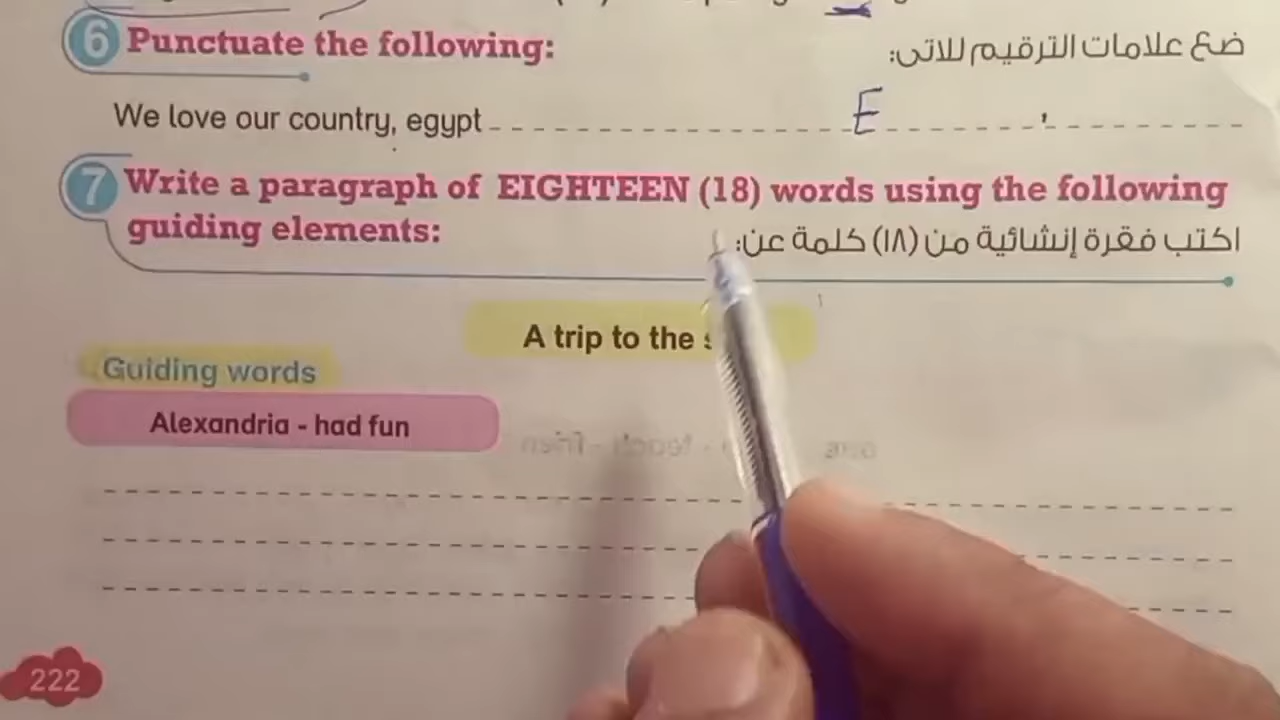 6 Punctuate the following: ضع علامات الترقيم للاتى:
We love our country, egypt E ,
7 Write a paragraph of EIGHTEEN (18) words using the following
guiding elements: اكتب فقرة إنشائية من (١٨) كلمة عن:
A trip to the
Guiding words
Alexandria - had fun
222